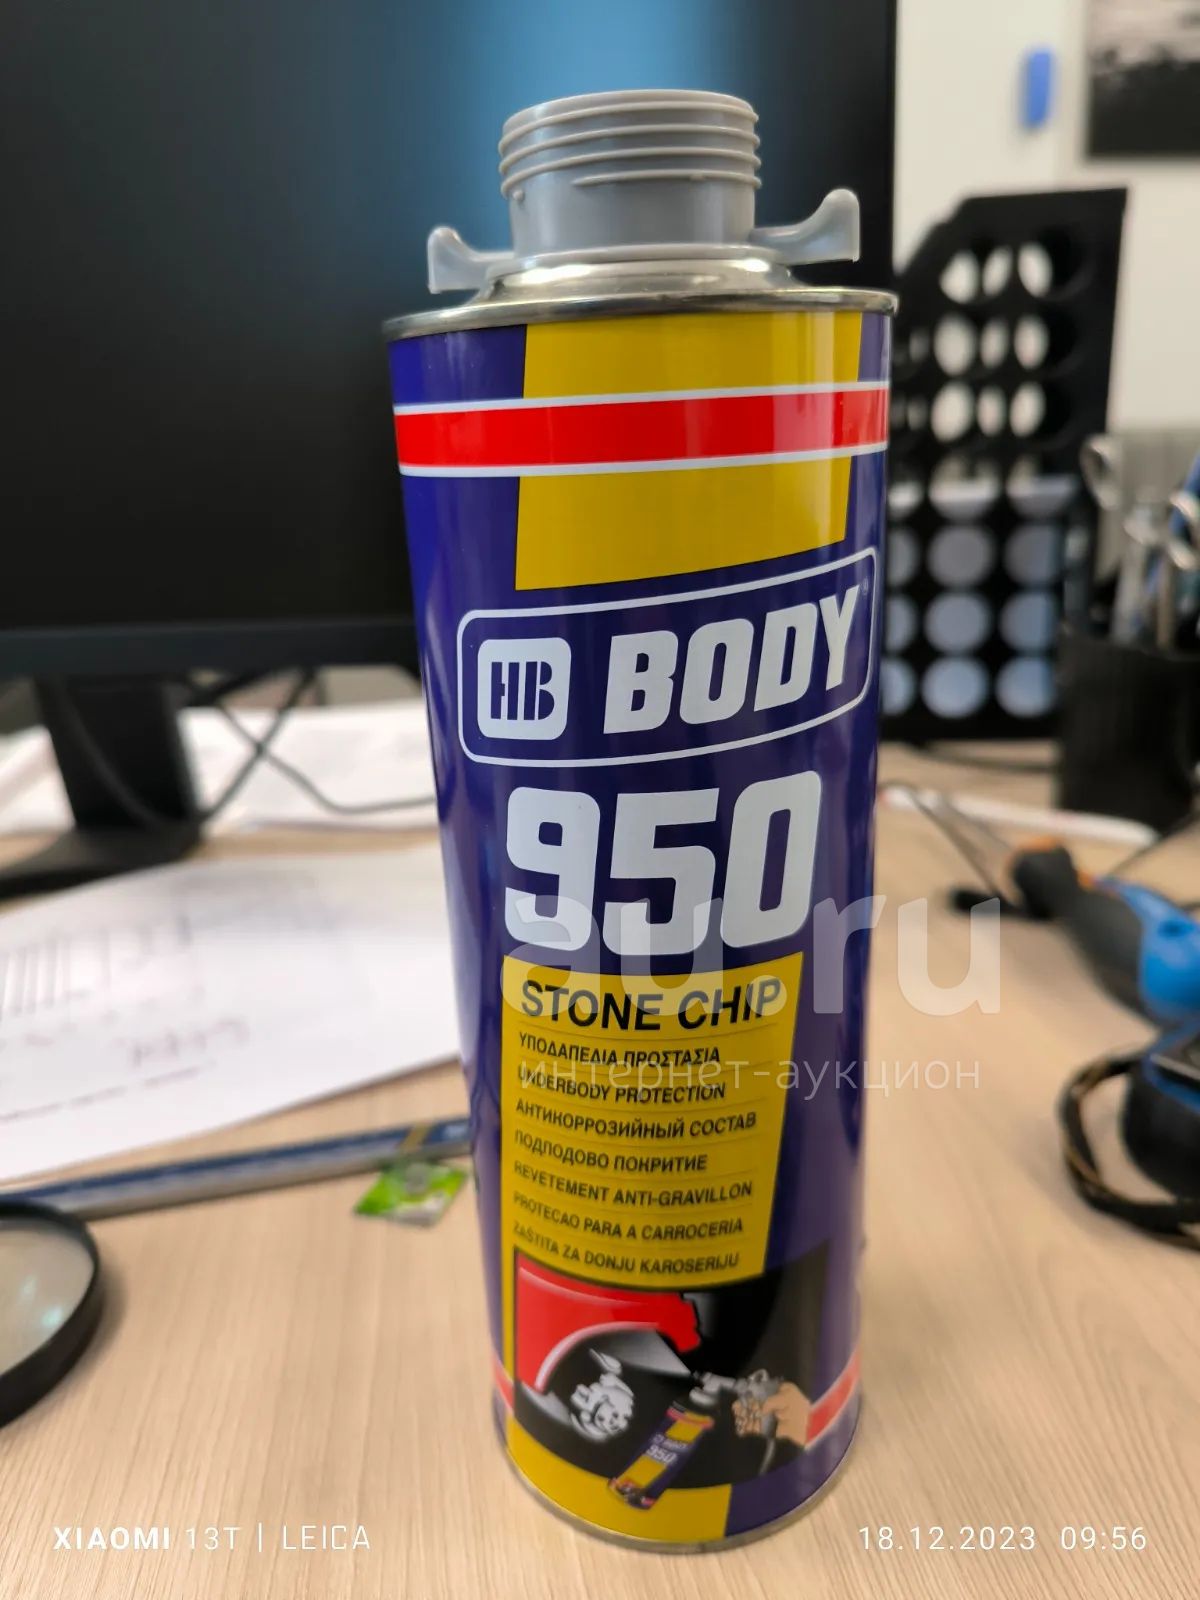 HB BODY®
950
STONE CHIP
ΥΠΟΔΑΠΕΔΙΑ ΠΡΟΣΤΑΣΙΑ
UNDERBODY PROTECTION
АНТИКОРРОЗИЙНЫЙ СОСТАВ
ПОДПОДОВО ПОКРИТИЕ
REVETEMENT ANTI-GRAVILLON
PROTECAO PARA A CARROCERIA
ZAŠTITA ZA DONJU KAROSERIJU
au.ru
интернет-аукцион
950
XIAOMI 13T | LEICA
18.12.2023 09:56